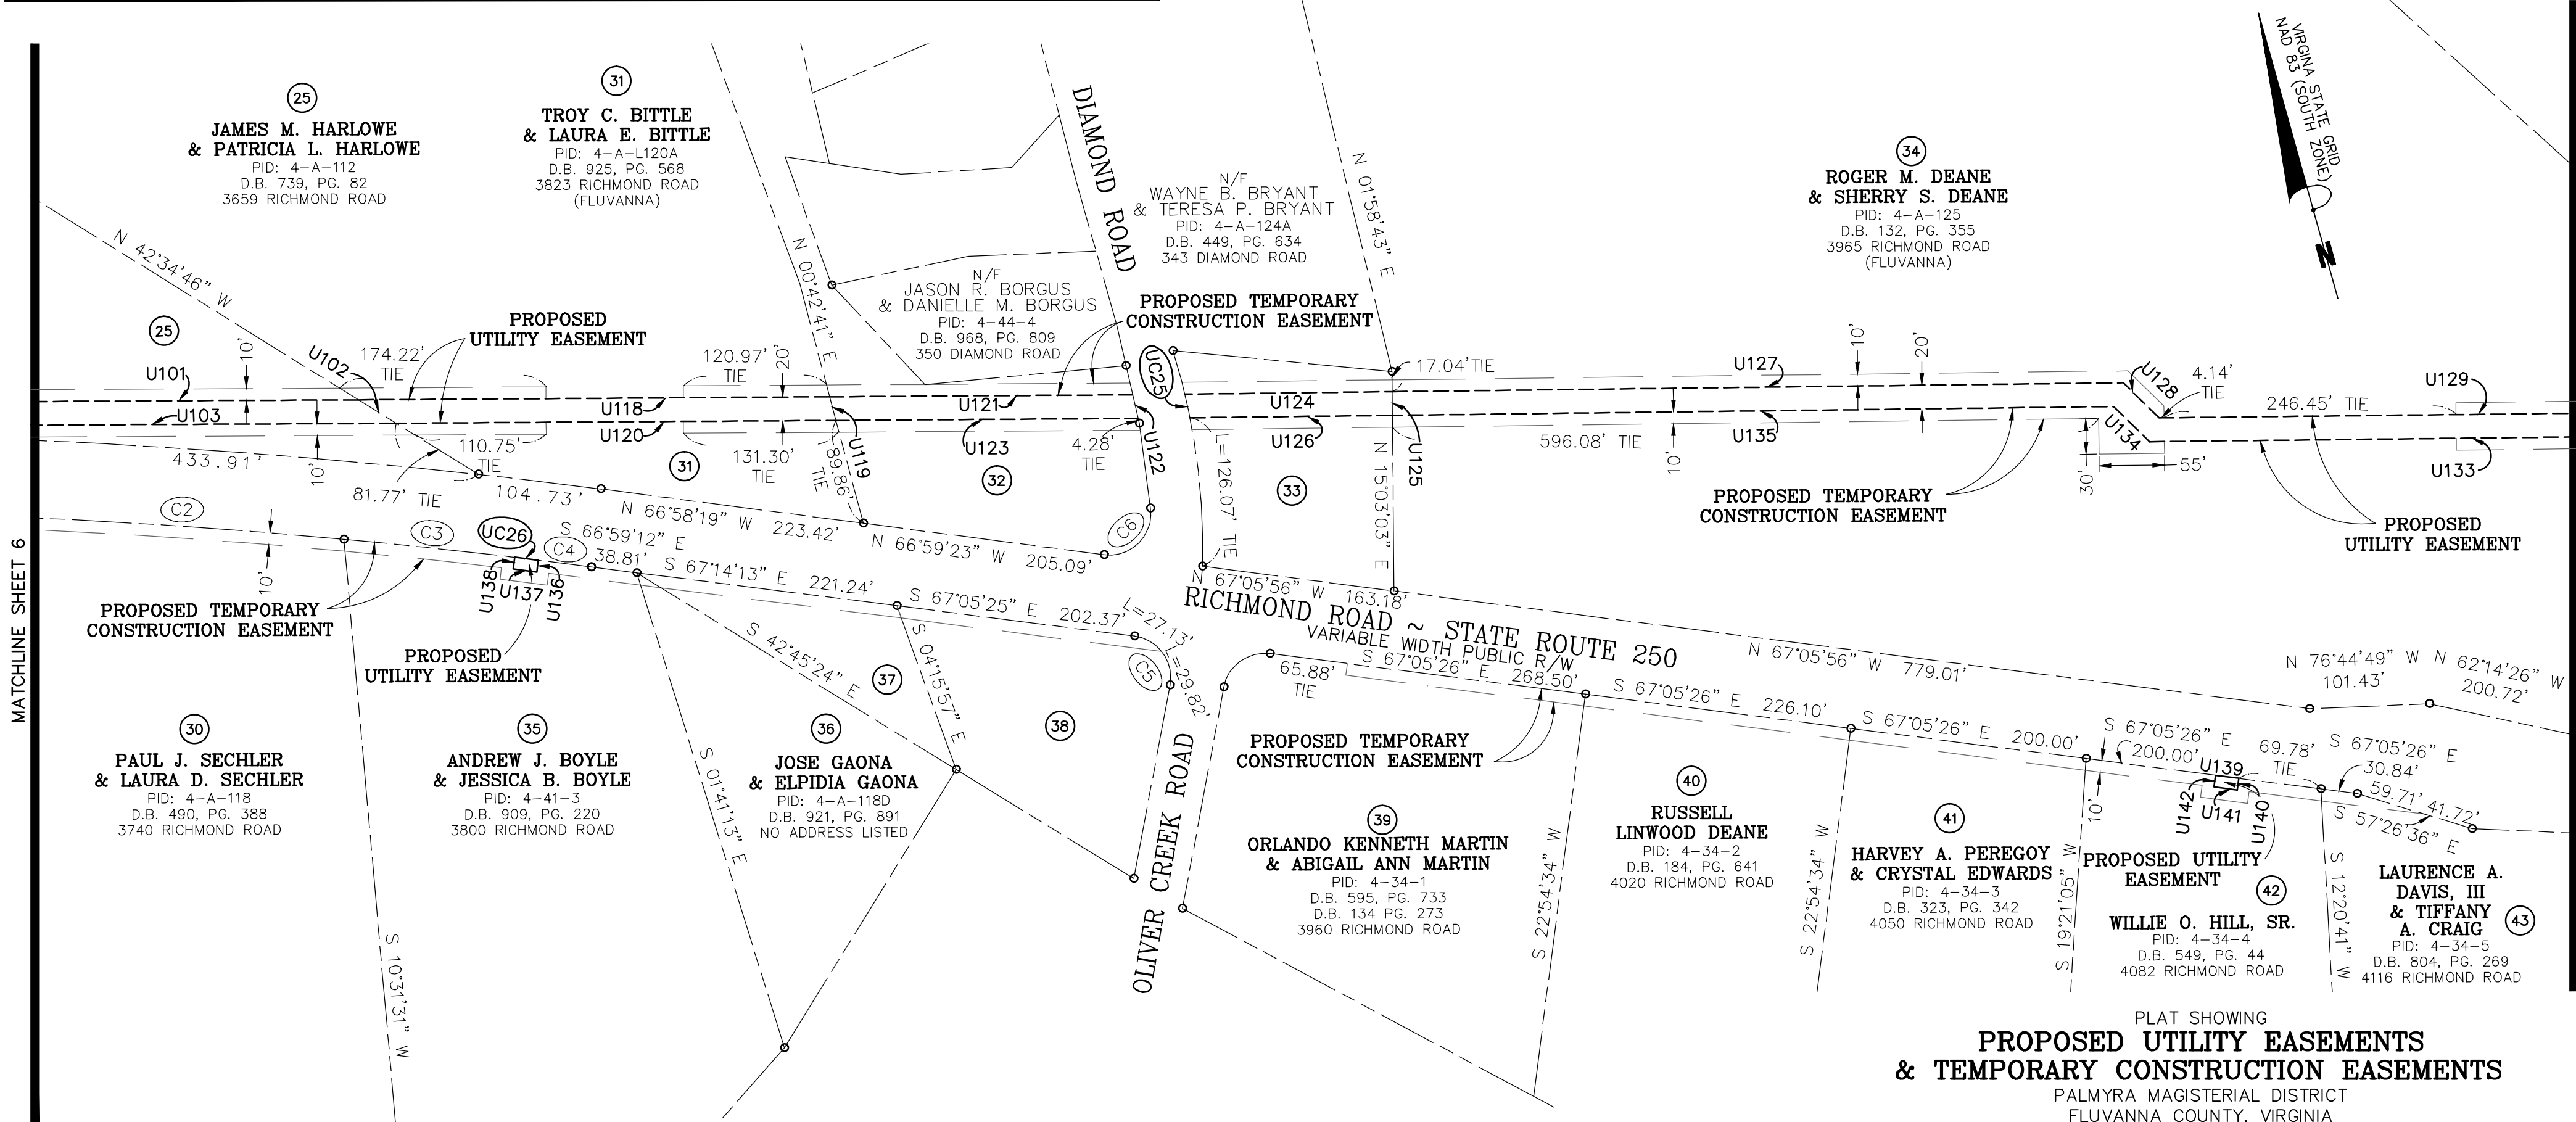 MATCHLINE SHEET 6
25
JAMES M. HARLOWE
& PATRICIA L. HARLOWE
PID: 4-A-112
D.B. 739, PG. 82
3659 RICHMOND ROAD
31
TROY C. BITTLE
& LAURA E. BITTLE
PID: 4-A-L120A
D.B. 925, PG. 568
3823 RICHMOND ROAD
(FLUVANNA)
DIAMOND ROAD
N/F
WAYNE B. BRYANT
& TERESA P. BRYANT
PID: 4-A-124A
D.B. 449, PG. 634
343 DIAMOND ROAD
N 01°58'43" E
34
ROGER M. DEANE
& SHERRY S. DEANE
PID: 4-A-125
D.B. 132, PG. 355
3965 RICHMOND ROAD
(FLUVANNA)
VIRGINIA STATE GRID
NAD 83 (SOUTH ZONE)
N
N 42°34'46" W
N 00°42'41" E
N/F
JASON R. BORGUS
& DANIELLE M. BORGUS
PID: 4-44-4
D.B. 968, PG. 809
350 DIAMOND ROAD
PROPOSED TEMPORARY
CONSTRUCTION EASEMENT
25
PROPOSED
UTILITY EASEMENT
U101
10'
U102
174.22'
TIE
120.97'
TIE
20'
UC25
17.04'TIE
U127
10'
20'
U128
4.14'
TIE
U129
U103
U118
U121
U124
246.45' TIE
U120
U119
U123
4.28'
TIE
U122
U126
U125
596.08' TIE
10'
U135
U134
U133
433.91'
10'
110.75'
TIE
81.77' TIE
31
131.30'
TIE
89.86'
TIE
32
L=126.07' TIE
33
N 15°03'03" E
30'
55'
PROPOSED TEMPORARY
CONSTRUCTION EASEMENT
PROPOSED
UTILITY EASEMENT
C2
104.73'
N 66°58'19" W 223.42'
N 66°59'23" W 205.09'
C6
C3
UC26
S 66°59'12" E
C4
38.81'
S 67°14'13" E 221.24'
S 67°05'25" E 202.37'
10'
U138
U137
U136
PROPOSED TEMPORARY
CONSTRUCTION EASEMENT
PROPOSED
UTILITY EASEMENT
N 67°05'56" W 163.18'
RICHMOND ROAD ~ STATE ROUTE 250
VARIABLE WIDTH PUBLIC R/W
N 67°05'56" W 779.01'
N 76°44'49" W
101.43'
N 62°14'26" W
200.72'
L=27.13'
L=29.82'
C5
65.88'
TIE
S 67°05'26" E 268.50'
S 67°05'26" E 226.10'
S 67°05'26" E 200.00'
S 67°05'26" E
200.00'
69.78'
TIE
S 67°05'26" E
30.84'
59.71'
41.72'
S 57°26'36" E
S 42°45'24" E
S 04°15'57" E
37
38
S 01°41'13" E
S 10°31'31" W
OLIVER CREEK ROAD
PROPOSED TEMPORARY
CONSTRUCTION EASEMENT
30
PAUL J. SECHLER
& LAURA D. SECHLER
PID: 4-A-118
D.B. 490, PG. 388
3740 RICHMOND ROAD
35
ANDREW J. BOYLE
& JESSICA B. BOYLE
PID: 4-41-3
D.B. 909, PG. 220
3800 RICHMOND ROAD
36
JOSE GAONA
& ELPIDIA GAONA
PID: 4-A-118D
D.B. 921, PG. 891
NO ADDRESS LISTED
39
ORLANDO KENNETH MARTIN
& ABIGAIL ANN MARTIN
PID: 4-34-1
D.B. 595, PG. 733
D.B. 134 PG. 273
3960 RICHMOND ROAD
S 22°54'34" W
40
RUSSELL
LINWOOD DEANE
PID: 4-34-2
D.B. 184, PG. 641
4020 RICHMOND ROAD
S 22°54'34" W
41
HARVEY A. PEREGOY
& CRYSTAL EDWARDS
PID: 4-34-3
D.B. 323, PG. 342
4050 RICHMOND ROAD
S 19°21'05" W
10'
U139
U142
U141
U140
PROPOSED UTILITY
EASEMENT
42
WILLIE O. HILL, SR.
PID: 4-34-4
D.B. 549, PG. 44
4082 RICHMOND ROAD
S 12°20'41" W
LAURENCE A.
DAVIS, III
& TIFFANY
A. CRAIG
43
PID: 4-34-5
D.B. 804, PG. 269
4116 RICHMOND ROAD
PLAT SHOWING
PROPOSED UTILITY EASEMENTS
& TEMPORARY CONSTRUCTION EASEMENTS
PALMYRA MAGISTERIAL DISTRICT
FLUVANNA COUNTY, VIRGINIA